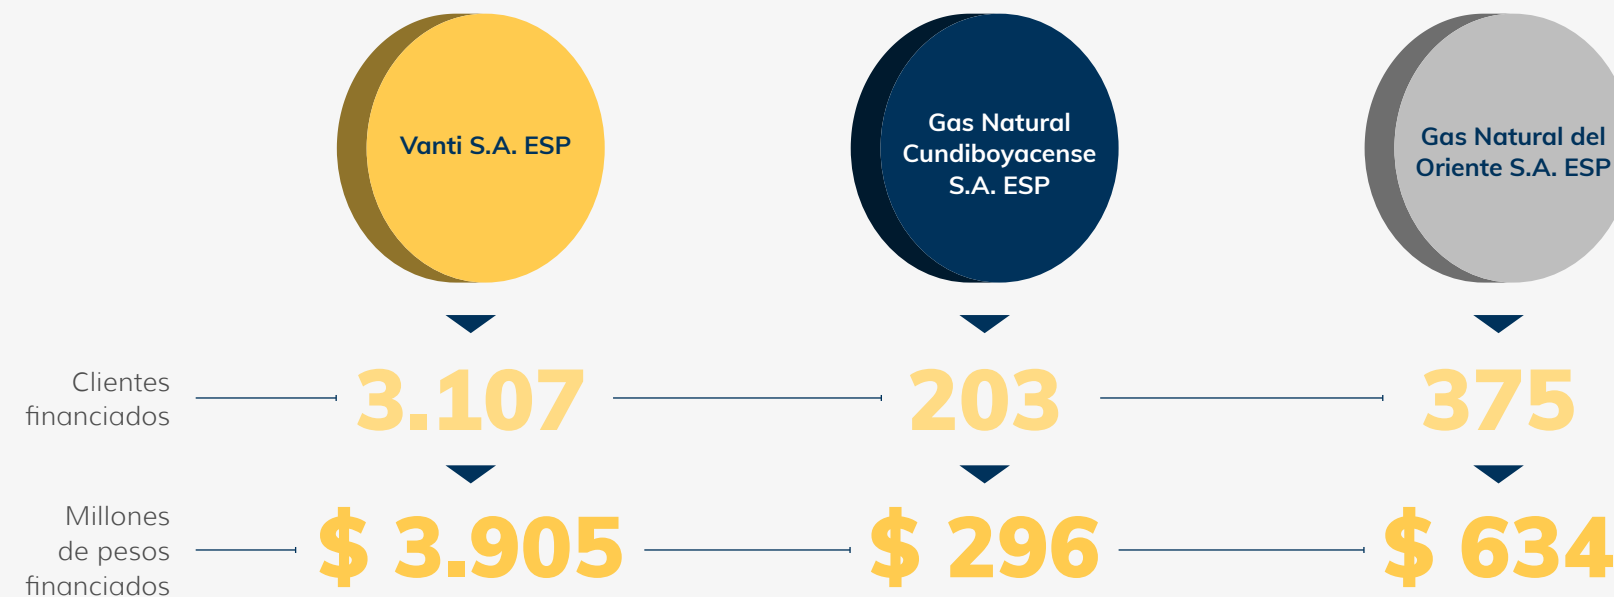 Vanti S.A. ESP
Gas Natural
Cundiboyacense
S.A. ESP
Gas Natural del
Oriente S.A. ESP
Clientes
financiados
3.107
203
375
Millones
de pesos
financiados
$ 3.905
$ 296
$ 634